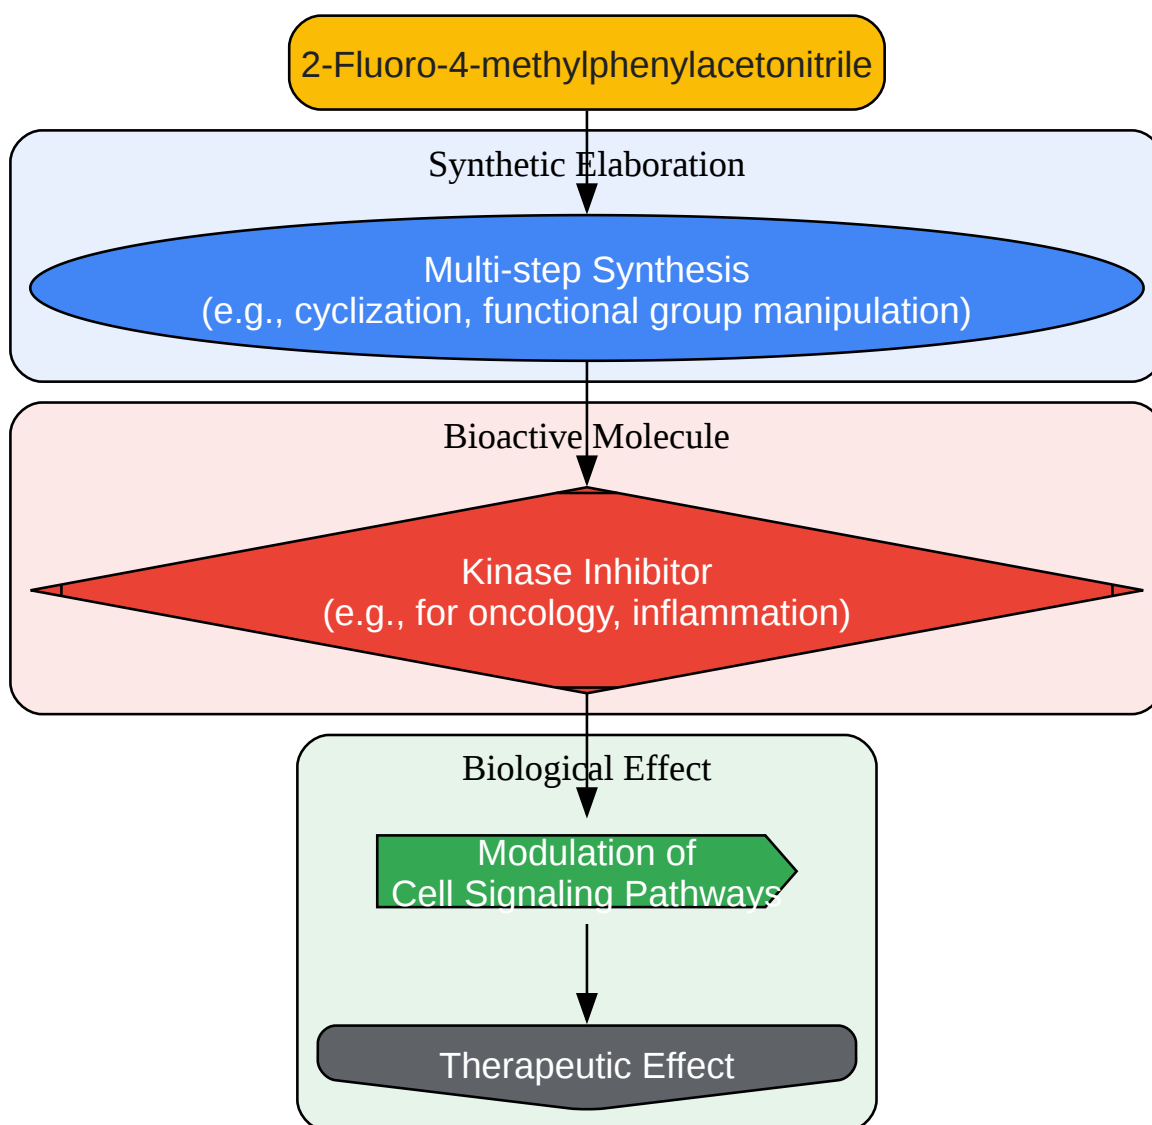 2-Fluoro-4-methylphenylacetonitrile
Synthetic Elaboration
Multi-step Synthesis
(e.g., cyclization, functional group manipulation)
Bioactive Molecule
Kinase Inhibitor
(e.g., for oncology, inflammation)
Biological Effect
Modulation of
Cell Signaling Pathways
Therapeutic Effect